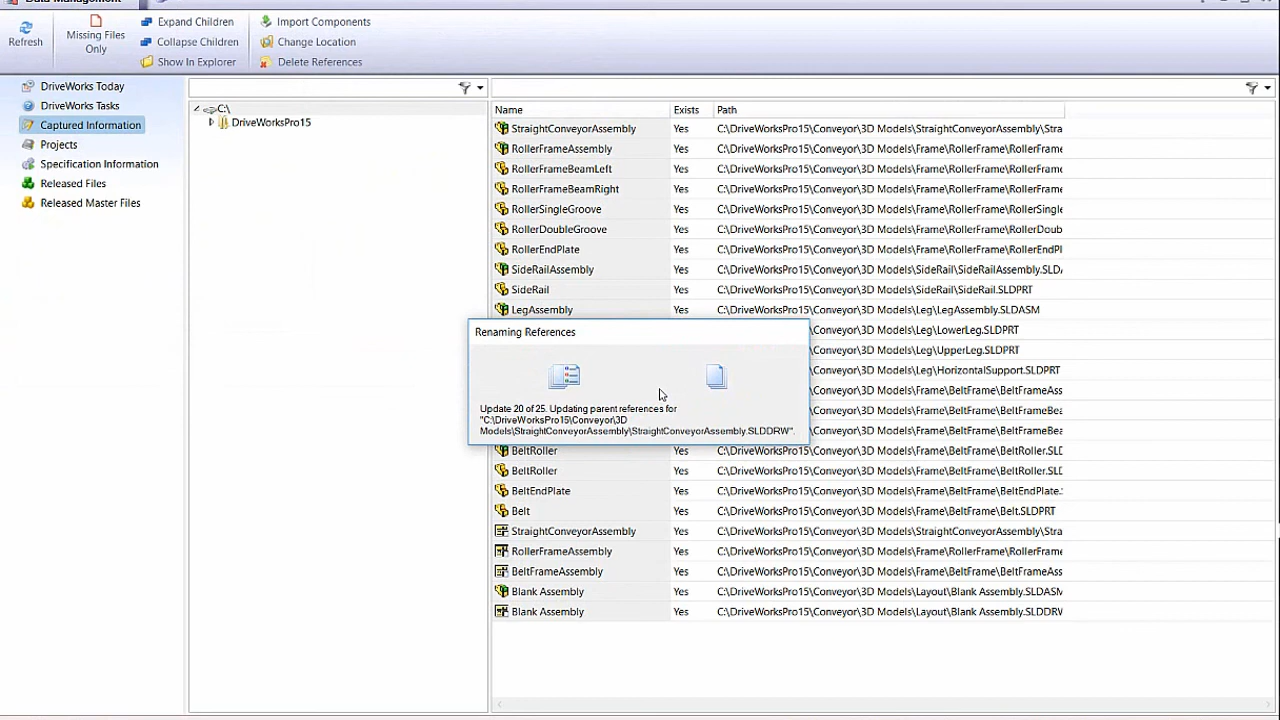 Data Management
Refresh
Missing Files
Only
Expand Children
Collapse Children
Show In Explorer
Import Components
Change Location
Delete References
DriveWorks Today
DriveWorks Tasks
Captured Information
Projects
Specification Information
Released Files
Released Master Files
C:\
DriveWorksPro15
Name Exists Path
StraightConveyorAssembly Yes C:\DriveWorksPro15\Conveyor\3D Models\StraightConveyorAssembly\Stra
RollerFrameAssembly Yes C:\DriveWorksPro15\Conveyor\3D Models\Frame\RollerFrame\RollerFrame
RollerFrameBeamLeft Yes C:\DriveWorksPro15\Conveyor\3D Models\Frame\RollerFrame\RollerFrame
RollerFrameBeamRight Yes C:\DriveWorksPro15\Conveyor\3D Models\Frame\RollerFrame\RollerFrame
RollerSingleGroove Yes C:\DriveWorksPro15\Conveyor\3D Models\Frame\RollerFrame\RollerSingle
RollerDoubleGroove Yes C:\DriveWorksPro15\Conveyor\3D Models\Frame\RollerFrame\RollerDoub
RollerEndPlate Yes C:\DriveWorksPro15\Conveyor\3D Models\Frame\RollerFrame\RollerEndPl
SideRailAssembly Yes C:\DriveWorksPro15\Conveyor\3D Models\SideRail\SideRailAssembly.SLDA
SideRail Yes C:\DriveWorksPro15\Conveyor\3D Models\SideRail\SideRail.SLDPRT
LegAssembly Yes C:\DriveWorksPro15\Conveyor\3D Models\Leg\LegAssembly.SLDASM
Conveyor\3D Models\Leg\LowerLeg.SLDPRT
Conveyor\3D Models\Leg\UpperLeg.SLDPRT
Conveyor\3D Models\Leg\HorizontalSupport.SLDPRT
Conveyor\3D Models\Frame\BeltFrame\BeltFrameAss
Conveyor\3D Models\Frame\BeltFrame\BeltFrameBea
Conveyor\3D Models\Frame\BeltFrame\BeltFrameBea
Renaming References
Update 20 of 25. Updating parent references for
"C:\DriveWorksPro15\Conveyor\3D
Models\StraightConveyorAssembly\StraightConveyorAssembly.SLDDRW".
BeltRoller Yes C:\DriveWorksPro15\Conveyor\3D Models\Frame\BeltFrame\BeltRoller.SLD
BeltRoller Yes C:\DriveWorksPro15\Conveyor\3D Models\Frame\BeltFrame\BeltRoller.SLD
BeltEndPlate Yes C:\DriveWorksPro15\Conveyor\3D Models\Frame\BeltFrame\BeltEndPlate.
Belt Yes C:\DriveWorksPro15\Conveyor\3D Models\Frame\BeltFrame\Belt.SLDPRT
StraightConveyorAssembly Yes C:\DriveWorksPro15\Conveyor\3D Models\StraightConveyorAssembly\Stra
RollerFrameAssembly Yes C:\DriveWorksPro15\Conveyor\3D Models\Frame\RollerFrame\RollerFrame
BeltFrameAssembly Yes C:\DriveWorksPro15\Conveyor\3D Models\Frame\BeltFrame\BeltFrameAss
Blank Assembly Yes C:\DriveWorksPro15\Conveyor\3D Models\Layout\Blank Assembly.SLDASM
Blank Assembly Yes C:\DriveWorksPro15\Conveyor\3D Models\Layout\Blank Assembly.SLDDRW